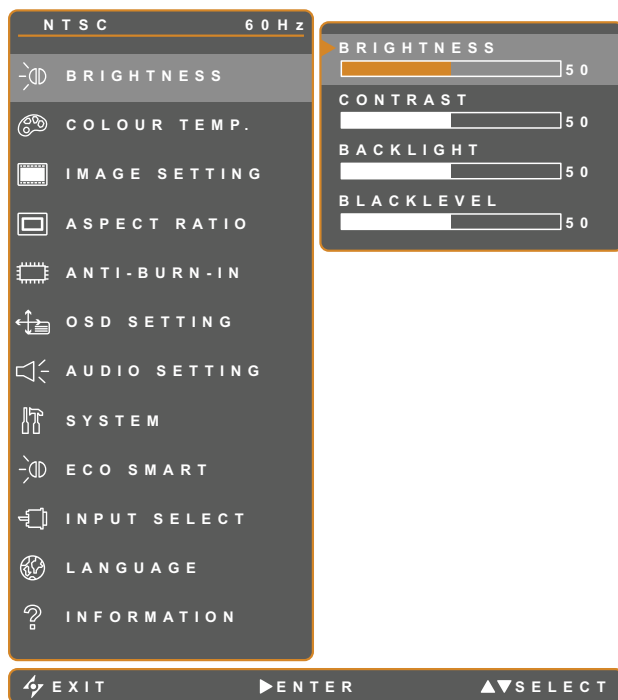 NTSC 60Hz
BRIGHTNESS
COLOUR TEMP.
IMAGE SETTING
ASPECT RATIO
ANTI-BURN-IN
OSD SETTING
AUDIO SETTING
SYSTEM
ECO SMART
INPUT SELECT
LANGUAGE
INFORMATION
BRIGHTNESS
50
CONTRAST
50
BACKLIGHT
50
BLACKLEVEL
50
EXIT ▶ENTER ▲▼SELECT